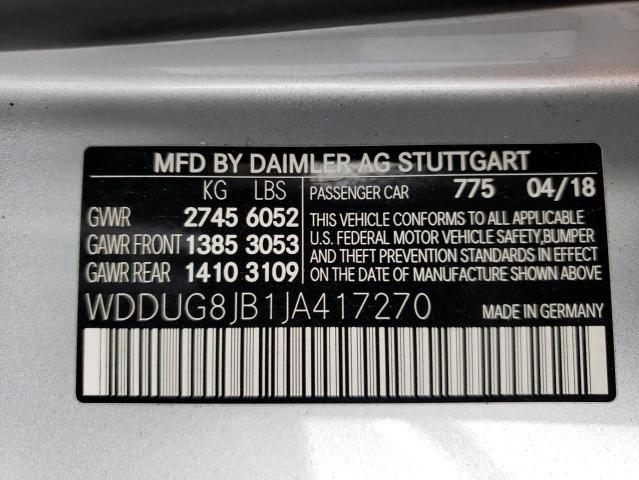 MFD BY DAIMLER AG STUTTGART
KG LBS
GVWR 2745 6052
GAWR FRONT 1385 3053
GAWR REAR 1410 3109
PASSENGER CAR 775 04/18
THIS VEHICLE CONFORMS TO ALL APPLICABLE
U.S. FEDERAL MOTOR VEHICLE SAFETY,BUMPER
AND THEFT PREVENTION STANDARDS IN EFFECT
ON THE DATE OF MANUFACTURE SHOWN ABOVE.
WDDUG8JB1JA417270
MADE IN GERMANY